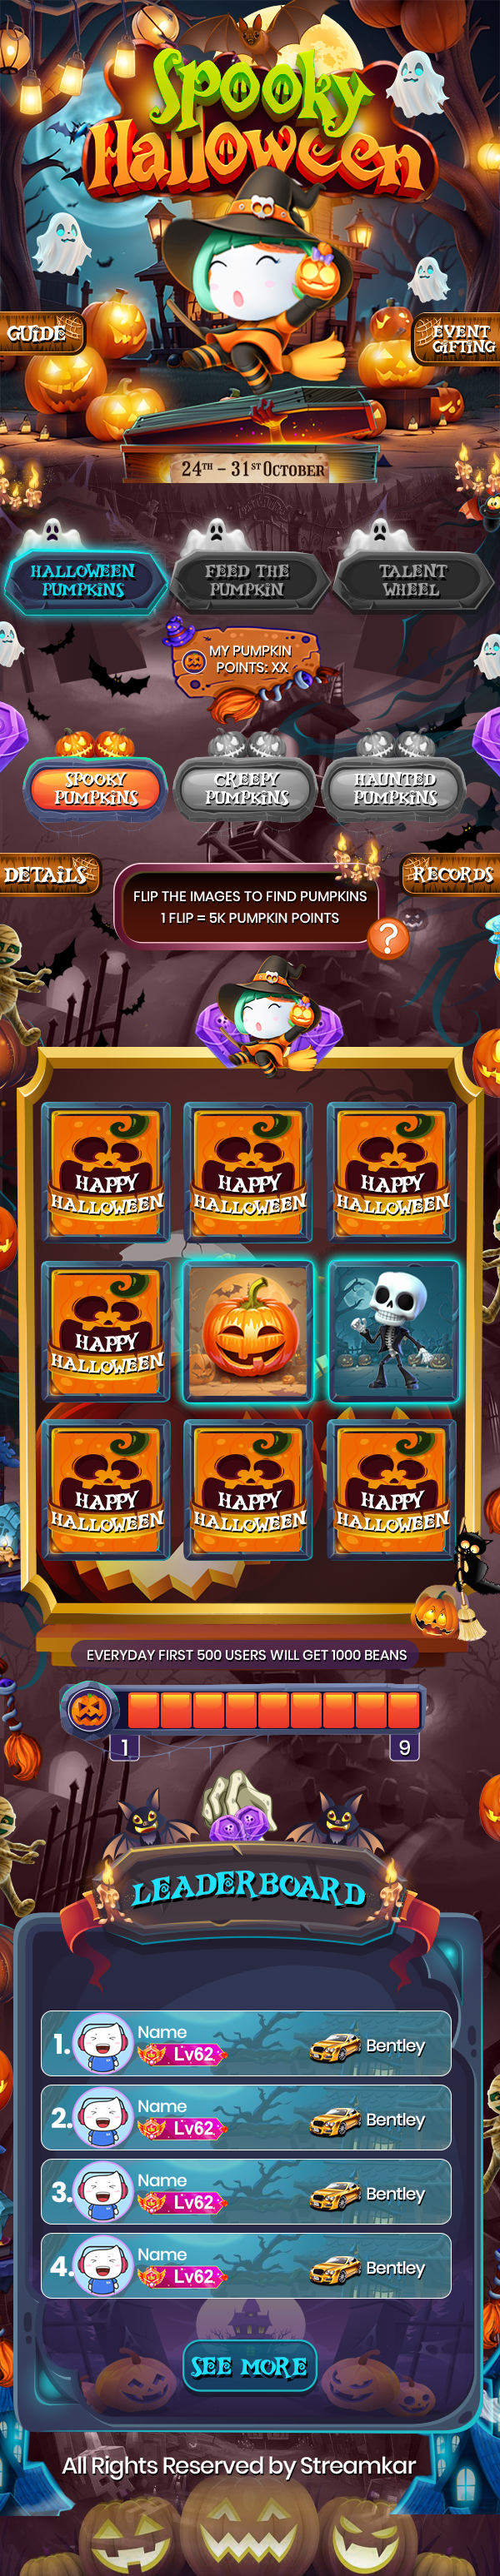 Spooky
Halloween
GUIDE
EVENT
GIFTING
24TH - 31ST OCTOBER
HALLOWEEN
PUMPKINS
FEED THE
PUMPKIN
TALENT
WHEEL
MY PUMPKIN
POINTS: XX
SPOOKY
PUMPKINS
CREEPY
PUMPKINS
HAUNTED
PUMPKINS
DETAILS
RECORDS
FLIP THE IMAGES TO FIND PUMPKINS
1 FLIP = 5K PUMPKIN POINTS
?
HAPPY
HALLOWEEN
HAPPY
HALLOWEEN
HAPPY
HALLOWEEN
HAPPY
HALLOWEEN
HAPPY
HALLOWEEN
HAPPY
HALLOWEEN
HAPPY
HALLOWEEN
EVERYDAY FIRST 500 USERS WILL GET 1000 BEANS
1
9
LEADERBOARD
1.
Name
Lv62
Bentley
2.
Name
Lv62
Bentley
3.
Name
Lv62
Bentley
4.
Name
Lv62
Bentley
SEE MORE
All Rights Reserved by Streamkar